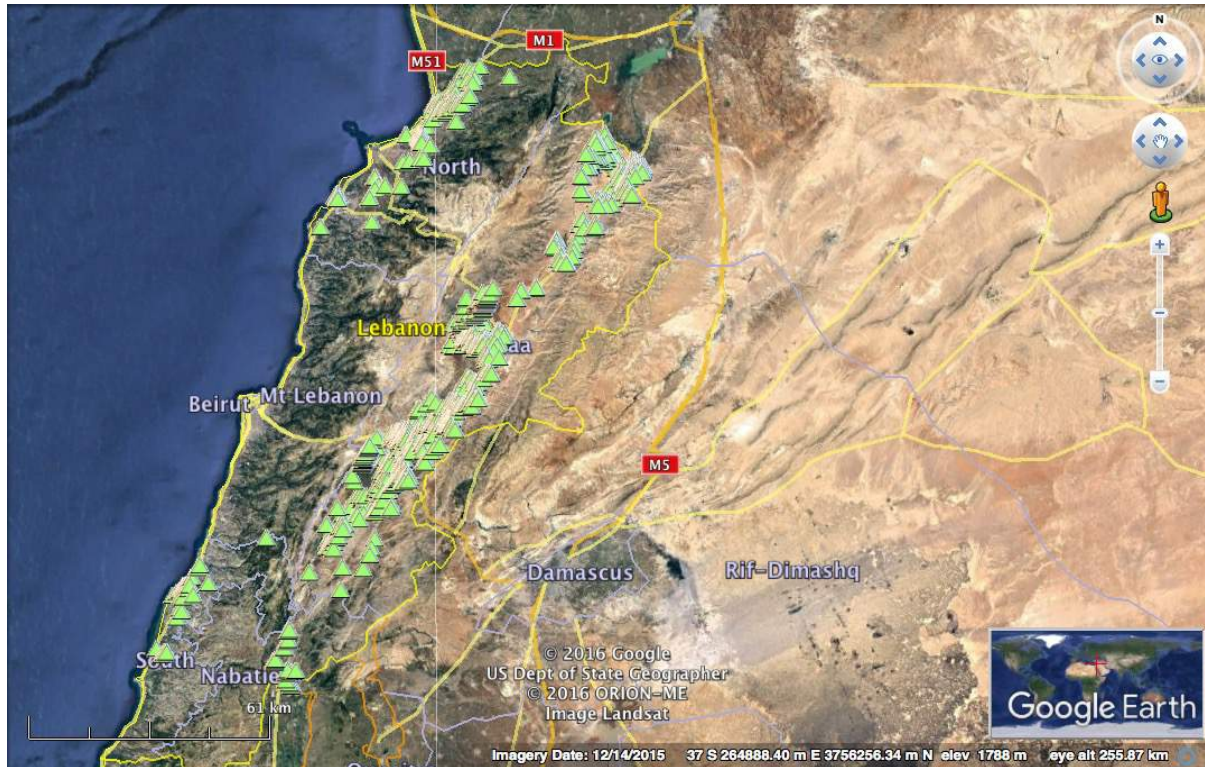 N
M1
M51
North
Lebanon
aa
Beirut
Mt Lebanon
M5
Damascus
Rif-Dimashq
South
Nabatie
61 km
© 2016 Google
US Dept of State Geographer
© 2016 ORION-ME
Image Landsat
Google Earth
Imagery Date: 12/14/2015 37 S 264888.40 m E 3756256.34 m N elev 1788 m eye alt 255.87 km